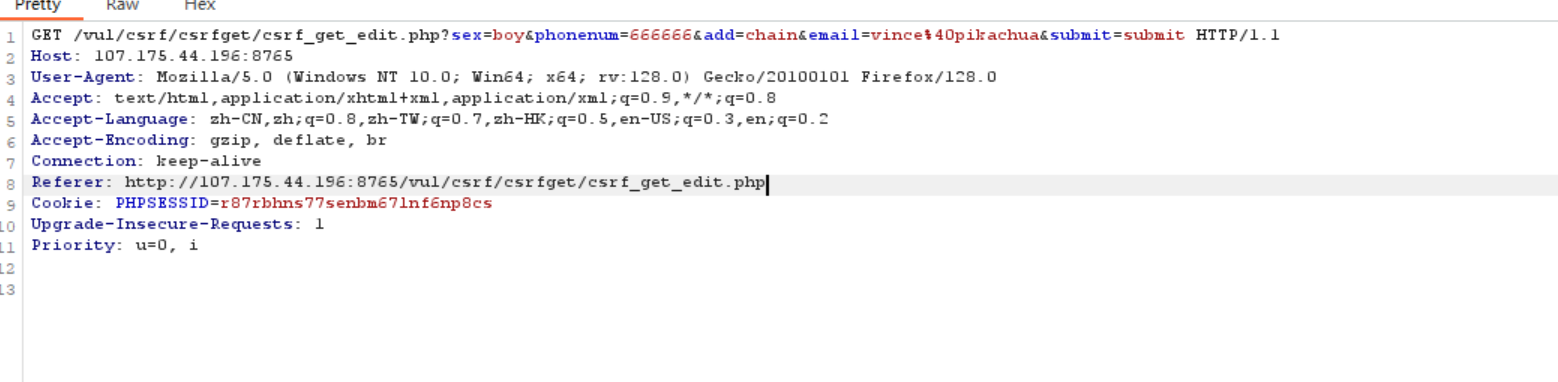 Pretty Raw Hex
1 GET /vul/csrf/csrfget/csrf_get_edit.php?sex=boy&phonenum=666666&add=chain&email=vince%40pikachua&submit=submit HTTP/1.1
2 Host: 107.175.44.196:8765
3 User-Agent: Mozilla/5.0 (Windows NT 10.0; Win64; x64; rv:128.0) Gecko/20100101 Firefox/128.0
4 Accept: text/html,application/xhtml+xml,application/xml;q=0.9,*/*;q=0.8
5 Accept-Language: zh-CN,zh;q=0.8,zh-TW;q=0.7,zh-HK;q=0.5,en-US;q=0.3,en;q=0.2
6 Accept-Encoding: gzip, deflate, br
7 Connection: keep-alive
8 Referer: http://107.175.44.196:8765/vul/csrf/csrfget/csrf_get_edit.php
9 Cookie: PHPSESSID=r87rbhns77senbm67lnf6np8cs
10 Upgrade-Insecure-Requests: 1
11 Priority: u=0, i
12
13